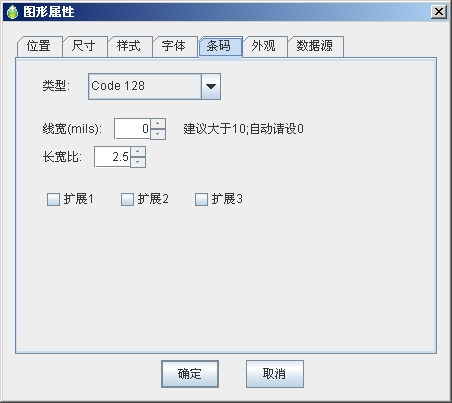 图形属性
位置 尺寸 样式 字体 条码 外观 数据源
类型: Code 128
线宽(mils): 0 建议大于10;自动请设0
长宽比: 2.5
扩展1 扩展2 扩展3
确定 取消